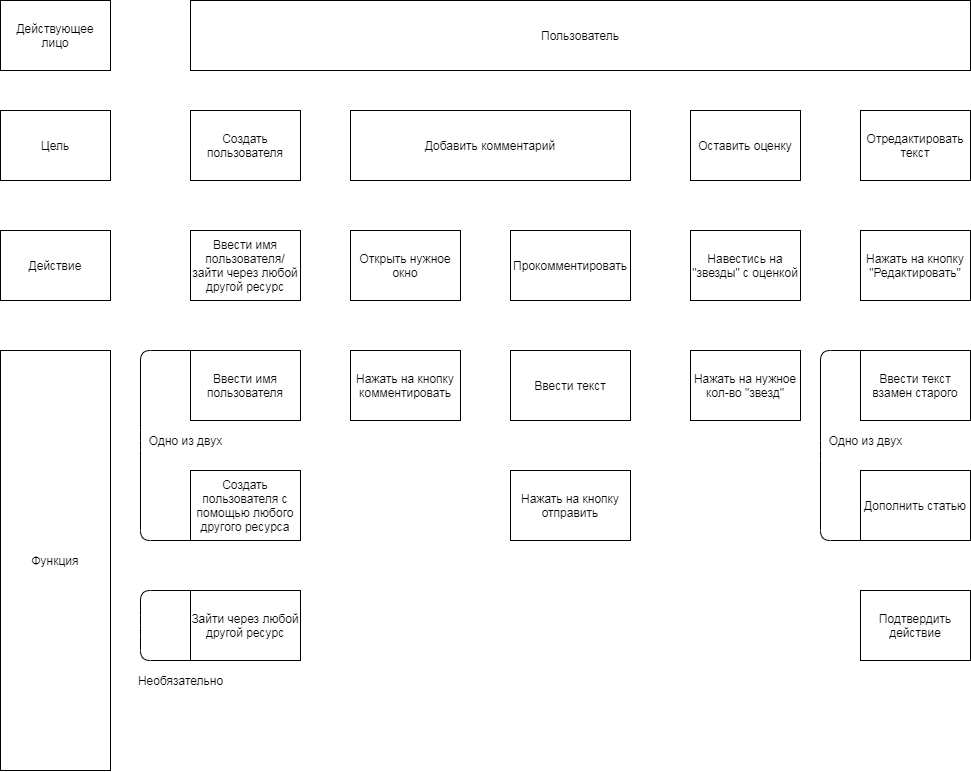 Действующее
лицо
Пользователь
Цель
Создать
пользователя
Добавить комментарий
Оставить оценку
Отредактировать
текст
Действие
Ввести имя
пользователя/
зайти через любой
другой ресурс
Открыть нужное
окно
Прокомментировать
Навестись на
"звезды" с оценкой
Нажать на кнопку
"Редактировать"
Функция
Ввести имя
пользователя
Нажать на кнопку
комментировать
Ввести текст
Нажать на нужное
кол-во "звезд"
Ввести текст
взамен старого
Одно из двух
Одно из двух
Создать
пользователя с
помощью любого
другого ресурса
Нажать на кнопку
отправить
Дополнить статью
Зайти через любой
другой ресурс
Подтвердить
действие
Необязательно